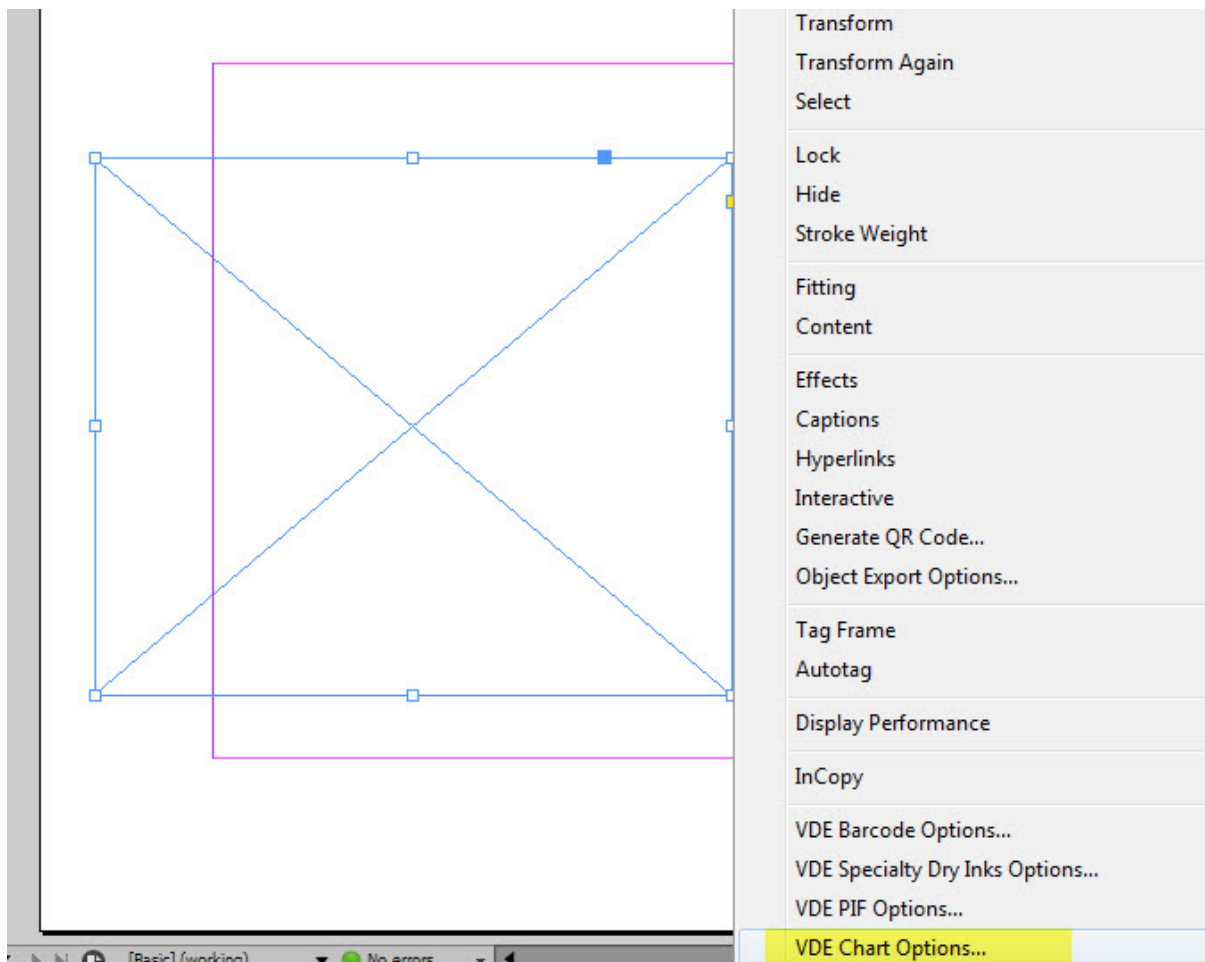 Transform
Transform Again
Select
Lock
Hide
Stroke Weight
Fitting
Content
Effects
Captions
Hyperlinks
Interactive
Generate QR Code...
Object Export Options...
Tag Frame
Autotag
Display Performance
InCopy
VDE Barcode Options...
VDE Specialty Dry Inks Options...
VDE PIF Options...
VDE Chart Options...
[Basic] (working) No errors